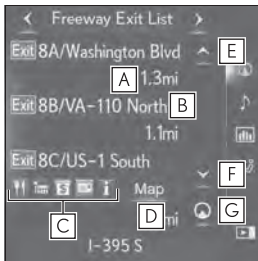 Freeway Exit List
Exit 8A/Washington Blvd
E
A
1.3mi
Exit 8B/VA-110 North
B
1.1mi
Exit 8C/US-1 South
F
Map
C
D
mi
G
I-395 S